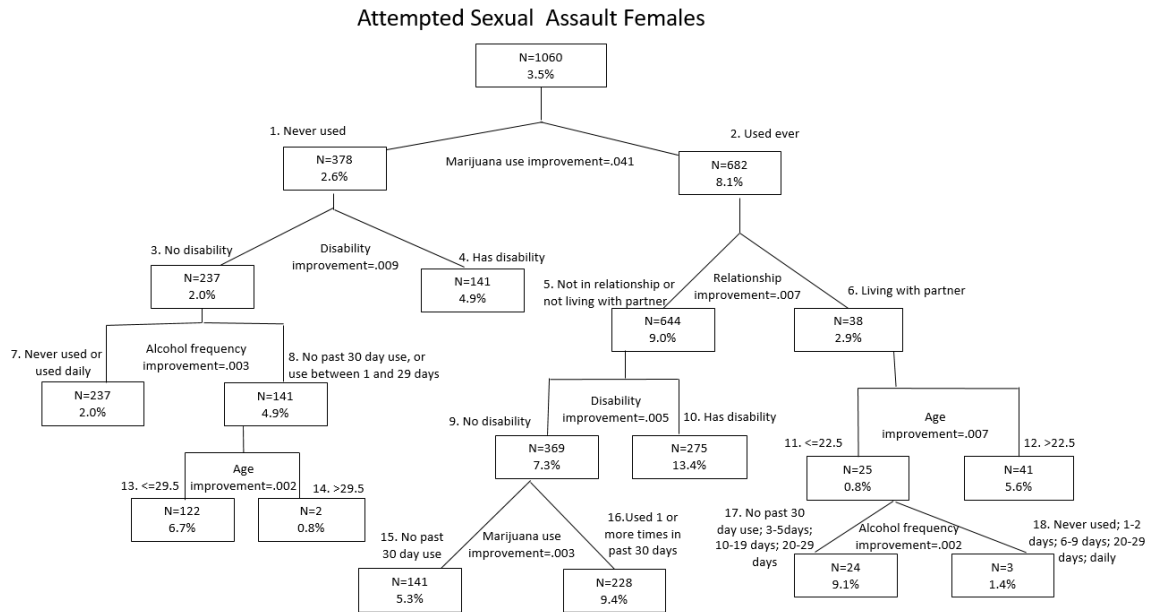 Attempted Sexual  Assault Females
N=1060
3.5%
1. Never used
2. Used ever
Marijuana use improvement=.041
N=378
2.6%
N=682
8.1%
3. No disability
Disability
improvement=.009
4. Has disability
N=237
2.0%
N=141
4.9%
5. Not in relationship or
not living with partner
Relationship
improvement=.007
6. Living with partner
N=644
9.0%
N=38
2.9%
7. Never used or
used daily
Alcohol frequency
improvement=.003
8. No past 30 day use, or
use between 1 and 29 days
N=237
2.0%
N=141
4.9%
9. No disability
Disability
improvement=.005
10. Has disability
N=369
7.3%
N=275
13.4%
11. <=22.5
Age
improvement=.007
12. >22.5
N=25
0.8%
N=41
5.6%
13. <=29.5
Age
improvement=.002
14. >29.5
N=122
6.7%
N=2
0.8%
15. No past
30 day use
Marijuana use
improvement=.003
16.Used 1 or
more times in
past 30 days
N=141
5.3%
N=228
9.4%
17. No past 30
day use; 3-5days;
10-19 days; 20-29
days
Alcohol frequency
improvement=.002
18. Never used; 1-2
days; 6-9 days; 20-29
days; daily
N=24
9.1%
N=3
1.4%